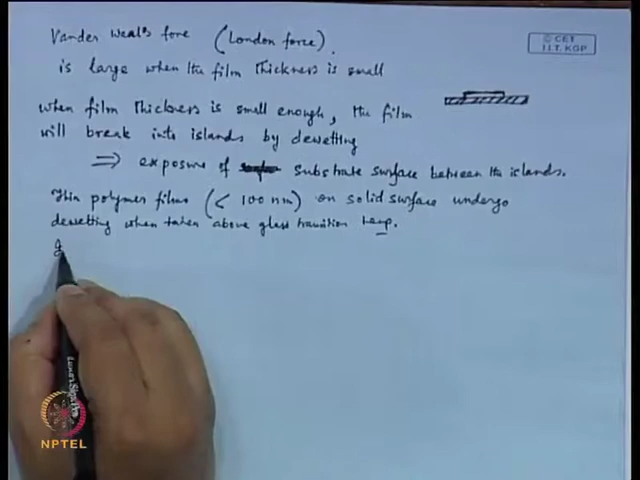 Vander Weal's force (London force).
© CET
I.I.T. KGP
is large when the film thickness is small
when film thickness is small enough, the film
will break into islands by dewetting
⇒ exposure of substrate surface between the islands.
Thin polymer films (< 100 nm) on solid surface undergo
dewetting when taken above glass transition temp.
NPTEL